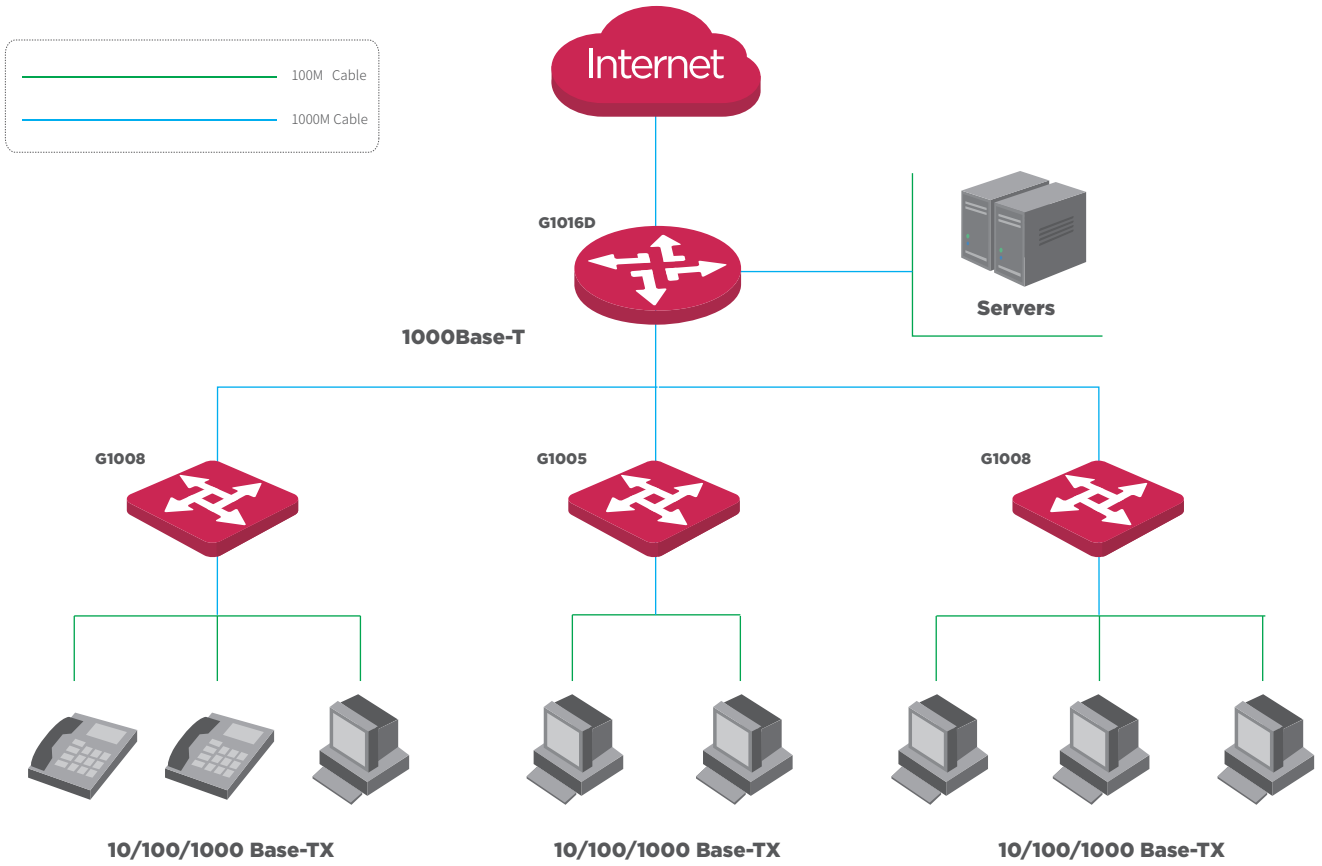 Internet
100M Cable
1000M Cable
G1016D
Servers
1000Base-T
G1008
G1005
G1008
10/100/1000 Base-TX
10/100/1000 Base-TX
10/100/1000 Base-TX